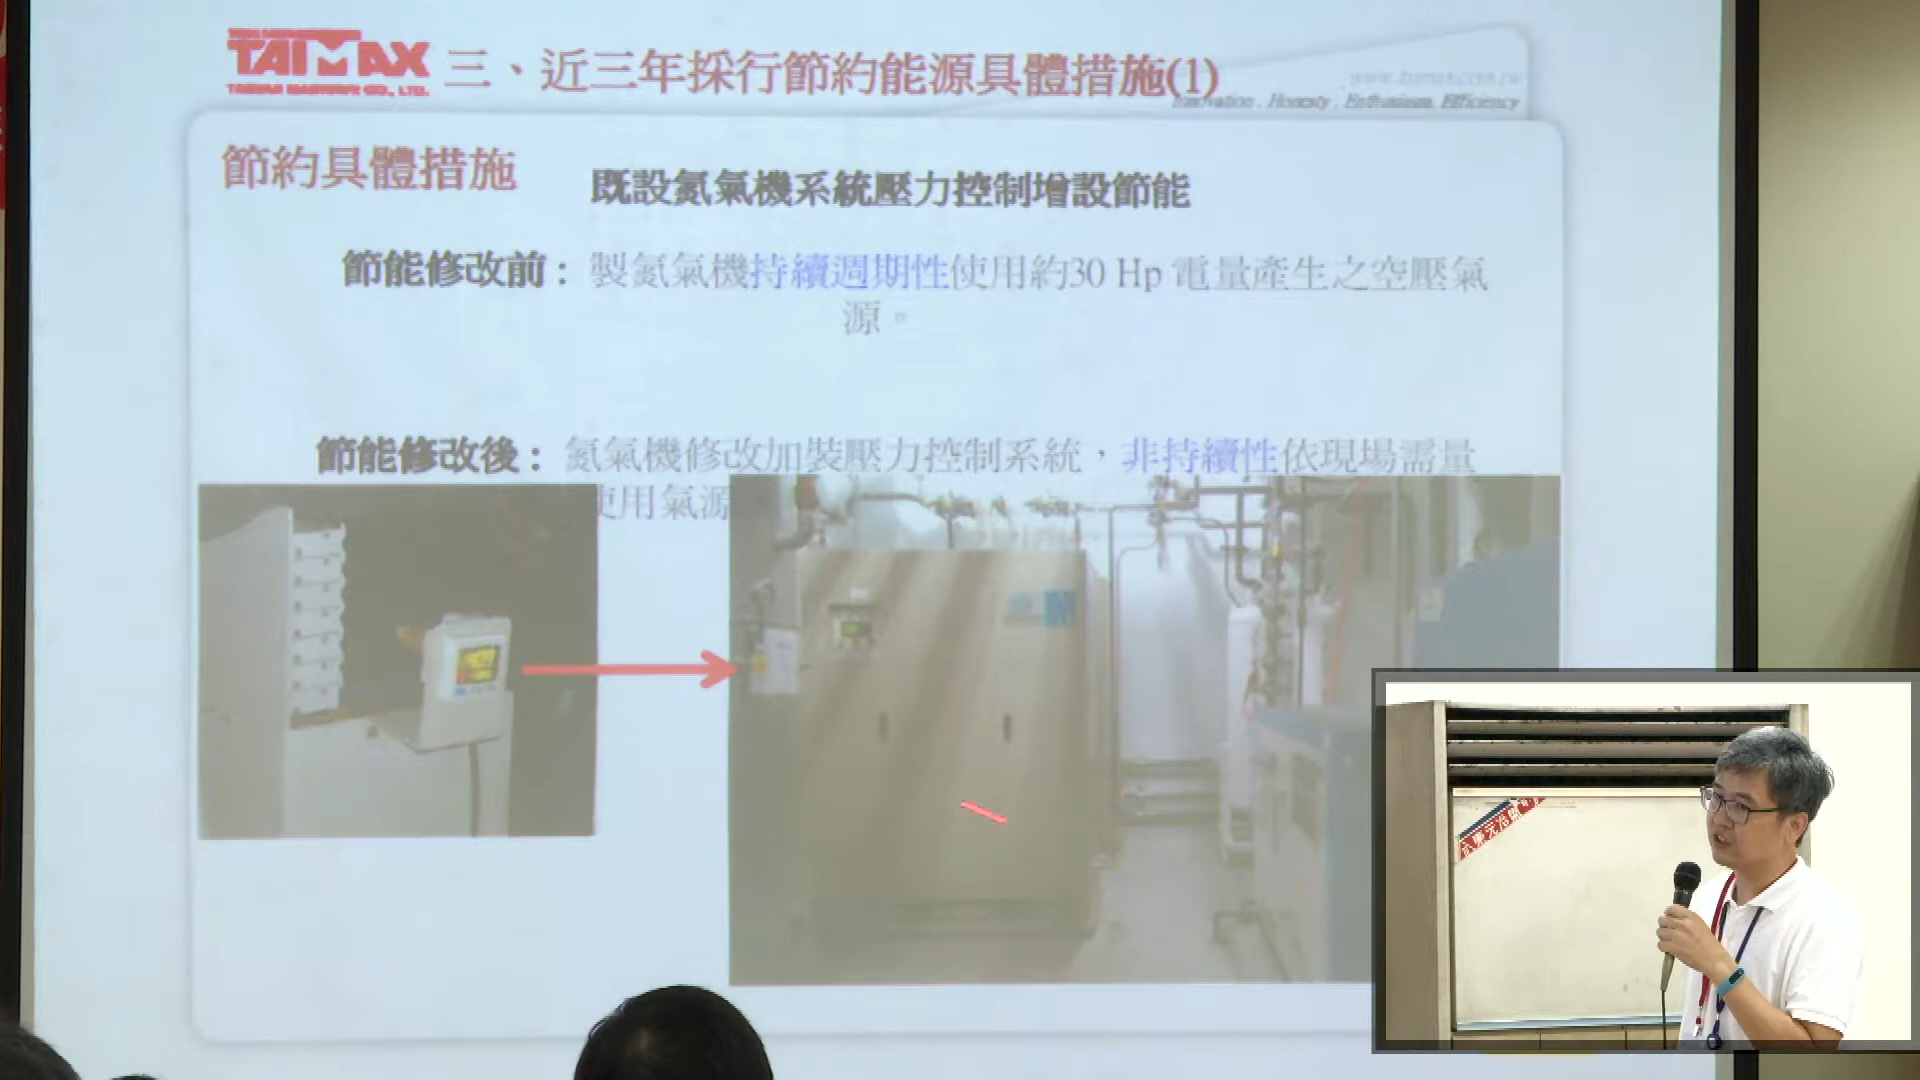 TAIMAX
三、近三年採行節約能源具體措施(1)
Innovation . Honesty . Enthusiasm. Efficiency
節約具體措施
既設氮氣機系統壓力控制增設節能
節能修改前： 製氮氣機持續週期性使用約30 Hp 電量產生之空壓氣
源。
節能修改後： 氮氣機修改加裝壓力控制系統，非持續性依現場需量
使用氣源